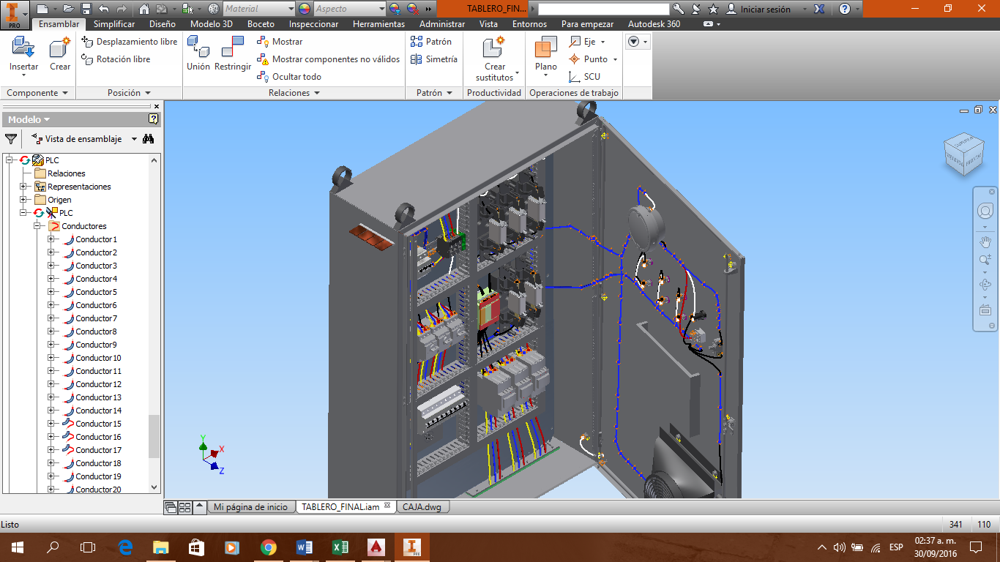 PRO
Material
Aspecto
TABLERO_FIN...
Iniciar sesión
Ensamblar
Simplificar
Diseño
Modelo 3D
Boceto
Inspeccionar
Herramientas
Administrar
Vista
Entornos
Para empezar
Autodesk 360
Insertar
Crear
Desplazamiento libre
Rotación libre
Unión
Restringir
Mostrar
Mostrar componentes no válidos
Ocultar todo
Patrón
Simetría
Crear
sustitutos
Plano
Eje
Punto
SCU
Componente
Posición
Relaciones
Patrón
Productividad
Operaciones de trabajo
Modelo
Vista de ensamblaje
PLC
Relaciones
Representaciones
Origen
PLC
Conductores
Conductor1
Conductor2
Conductor3
Conductor4
Conductor5
Conductor6
Conductor7
Conductor8
Conductor9
Conductor10
Conductor11
Conductor12
Conductor13
Conductor14
Conductor15
Conductor16
Conductor17
Conductor18
Conductor19
Conductor20
Y
X
Z
Mi página de inicio
TABLERO_FINAL.iam
CAJA.dwg
Listo
341
110
PRO
ESP
02:37 a. m.
30/09/2016